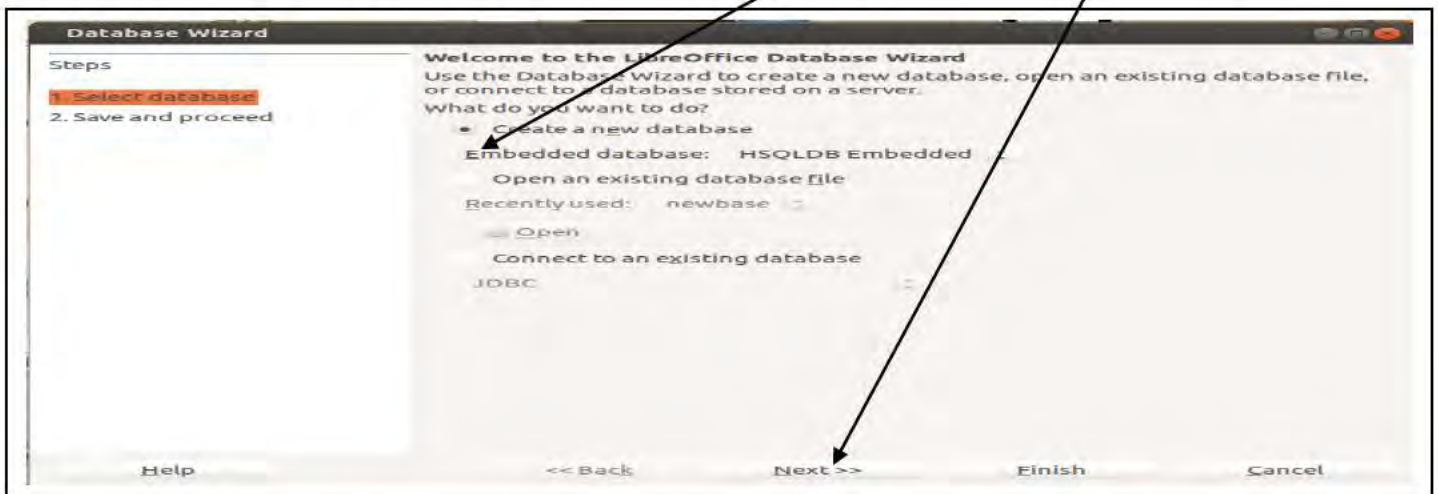 Database Wizard
Steps
1. Select database
2. Save and proceed
Welcome to the LibreOffice Database Wizard
Use the Database Wizard to create a new database, open an existing database file,
or connect to a database stored on a server.
What do you want to do?
Create a new database
Embedded database: HSQLDB Embedded
Open an existing database file
Recently used: newbase
Open
Connect to an existing database
JDBC
Help << Back Next >> Finish Cancel